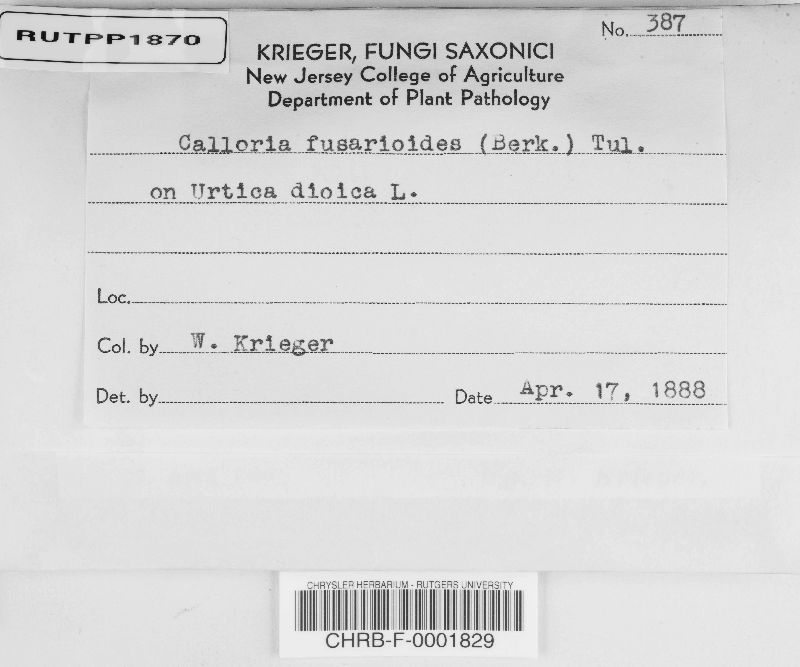 RUTPP1870
No. 387
KRIEGER, FUNGI SAXONICI
New Jersey College of Agriculture
Department of Plant Pathology
Calloria fusarioides (Berk.) Tul.
on Urtica dioica L.
Loc.
Col. by W. Krieger
Det. by Date Apr. 17, 1888
CHRYSLER HERBARIUM - RUTGERS UNIVERSITY
CHRB-F-0001829